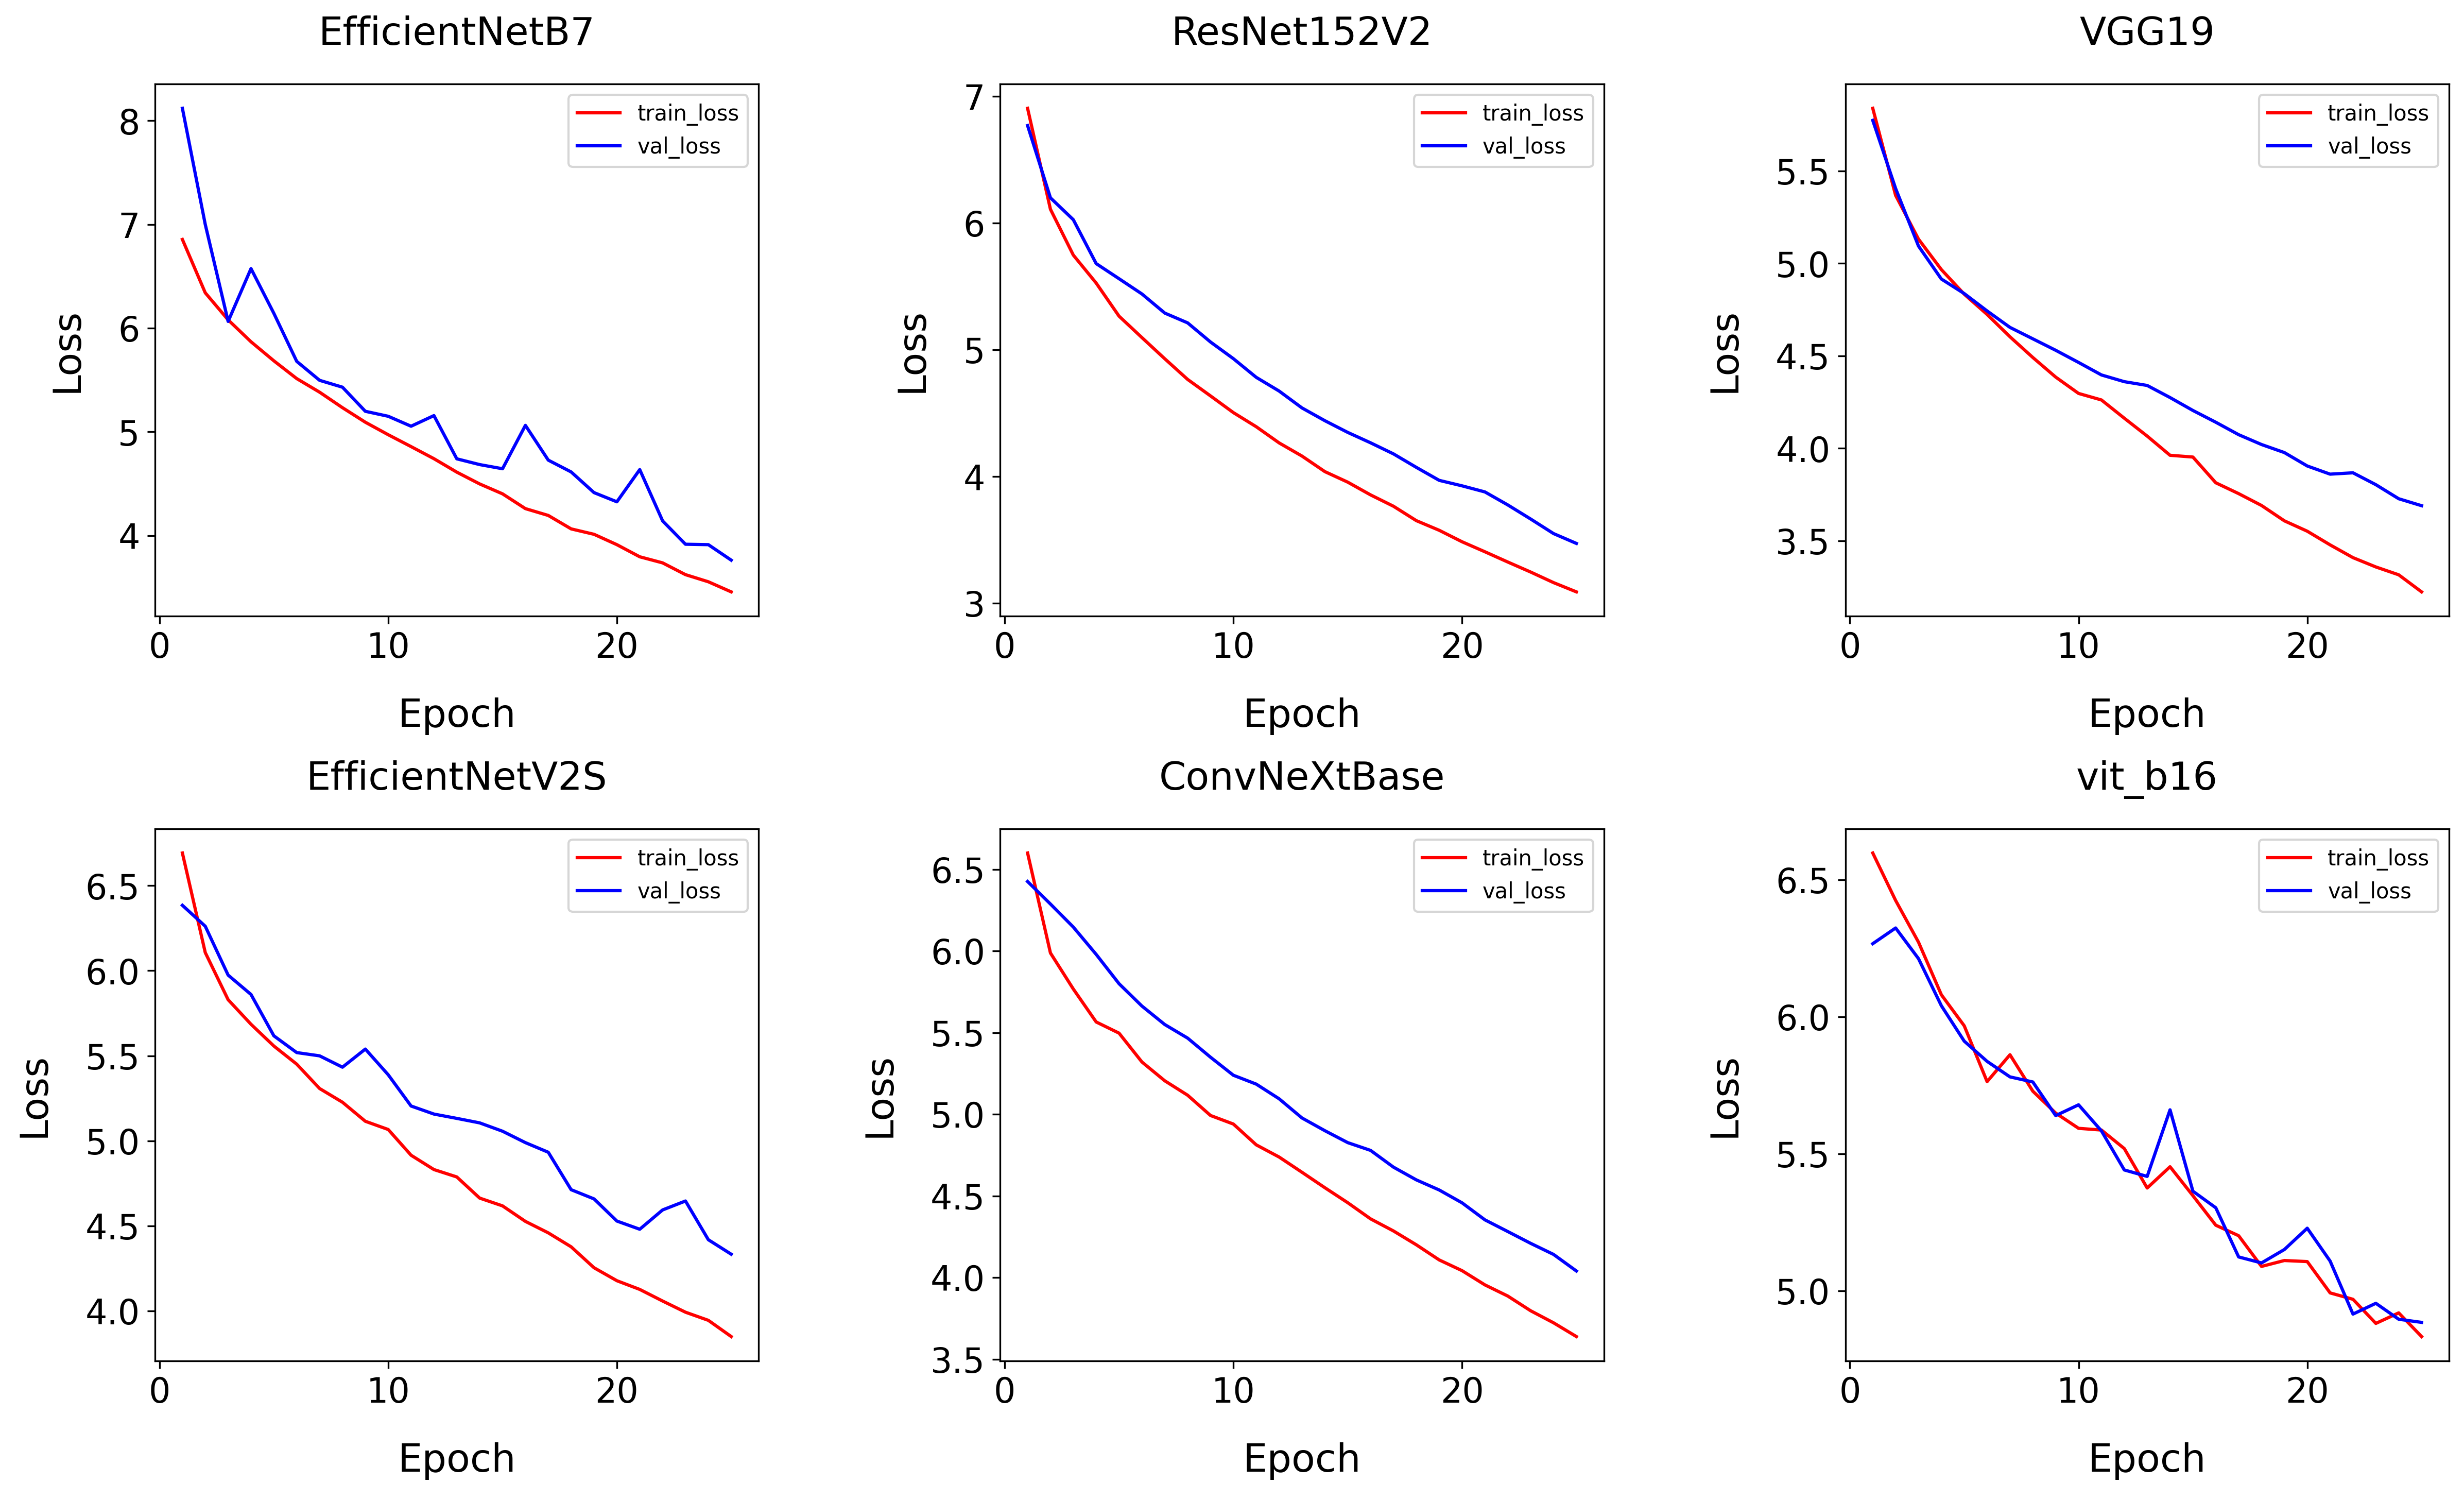 EfficientNetB7
8
7
6
5
4
Loss
train_loss
val_loss
0 10 20
Epoch
ResNet152V2
7
6
5
4
3
Loss
train_loss
val_loss
0 10 20
Epoch
VGG19
5.5
5.0
4.5
4.0
3.5
Loss
train_loss
val_loss
0 10 20
Epoch
EfficientNetV2S
6.5
6.0
5.5
5.0
4.5
4.0
Loss
train_loss
val_loss
0 10 20
Epoch
ConvNeXtBase
6.5
6.0
5.5
5.0
4.5
4.0
3.5
Loss
train_loss
val_loss
0 10 20
Epoch
vit_b16
6.5
6.0
5.5
5.0
Loss
train_loss
val_loss
0 10 20
Epoch